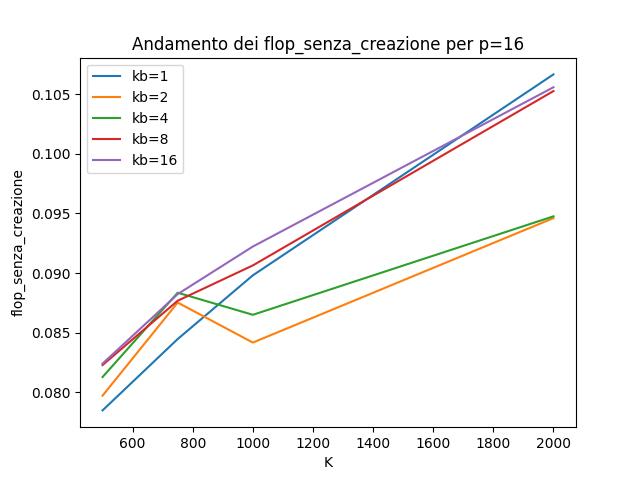 Andamento dei flop_senza_creazione per p=16
kb=1
kb=2
kb=4
kb=8
kb=16
flop_senza_creazione
0.105
0.100
0.095
0.090
0.085
0.080
600 800 1000 1200 1400 1600 1800 2000
K